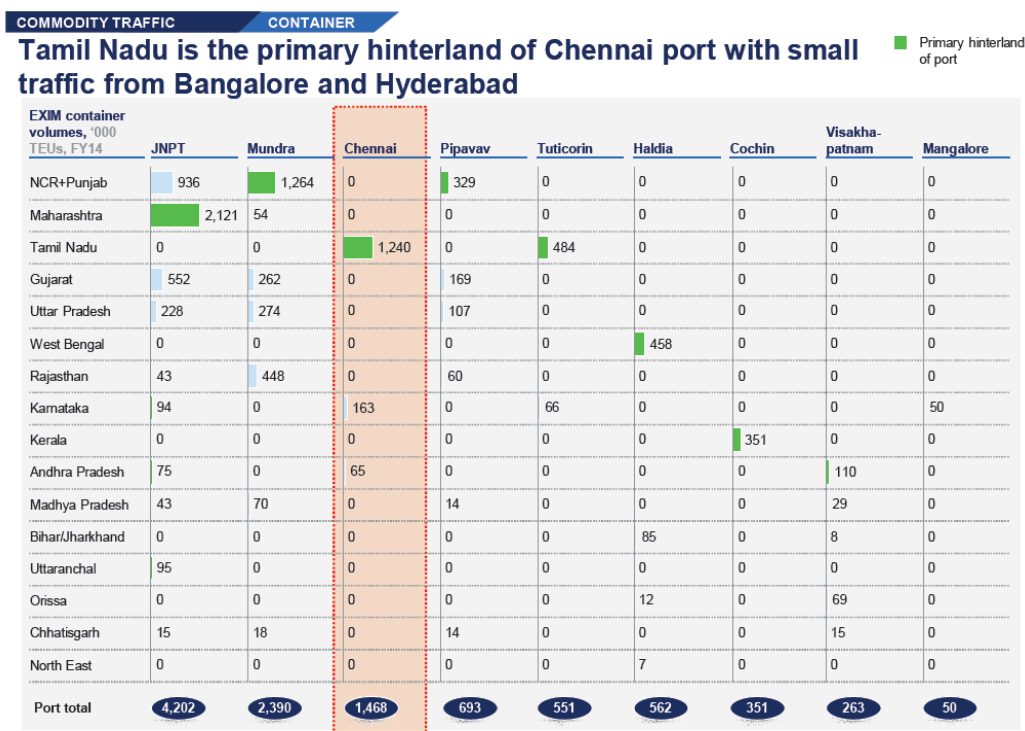 COMMODITY TRAFFIC CONTAINER
Tamil Nadu is the primary hinterland of Chennai port with small
traffic from Bangalore and Hyderabad
Primary hinterland
of port
EXIM container
volumes, ‘000
TEUs, FY14
JNPT Mundra Chennai Pipavav Tuticorin Haldia Cochin Visakha-
patnam Mangalore
NCR+Punjab 936 1,264 0 329 0 0 0 0 0
Maharashtra 2,121 54 0 0 0 0 0 0 0
Tamil Nadu 0 0 1,240 0 484 0 0 0 0
Gujarat 552 262 0 169 0 0 0 0 0
Uttar Pradesh 228 274 0 107 0 0 0 0 0
West Bengal 0 0 0 0 0 458 0 0 0
Rajasthan 43 448 0 60 0 0 0 0 0
Karnataka 94 0 163 0 66 0 0 0 50
Kerala 0 0 0 0 0 0 351 0 0
Andhra Pradesh 75 0 65 0 0 0 0 110 0
Madhya Pradesh 43 70 0 14 0 0 0 29 0
Bihar/Jharkhand 0 0 0 0 0 85 0 8 0
Uttaranchal 95 0 0 0 0 0 0 0 0
Orissa 0 0 0 0 0 12 0 69 0
Chhatisgarh 15 18 0 14 0 0 0 15 0
North East 0 0 0 0 0 7 0 0 0
Port total 4,202 2,390 1,468 693 551 562 351 263 50